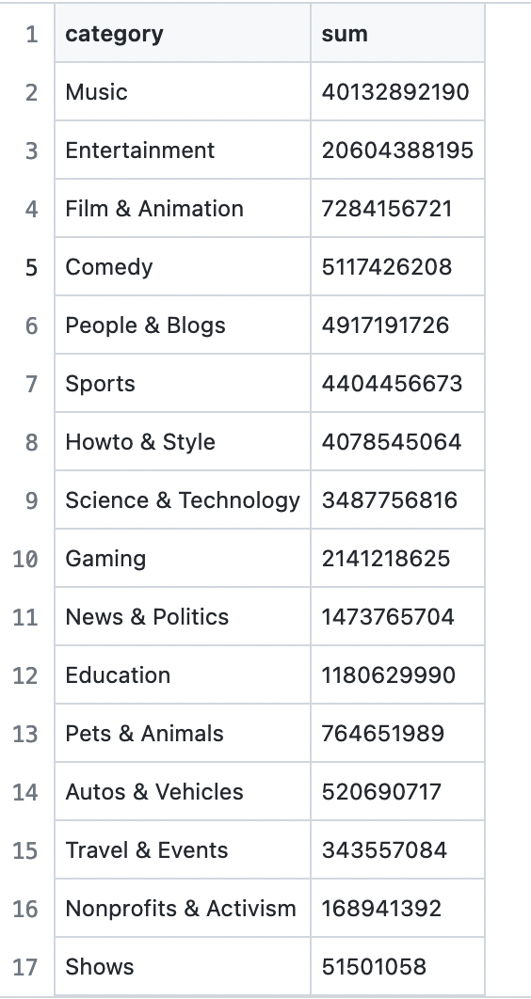 1 category sum
2 Music 40132892190
3 Entertainment 20604388195
4 Film & Animation 7284156721
5 Comedy 5117426208
6 People & Blogs 4917191726
7 Sports 4404456673
8 Howto & Style 4078545064
9 Science & Technology 3487756816
10 Gaming 2141218625
11 News & Politics 1473765704
12 Education 1180629990
13 Pets & Animals 764651989
14 Autos & Vehicles 520690717
15 Travel & Events 343557084
16 Nonprofits & Activism 168941392
17 Shows 51501058